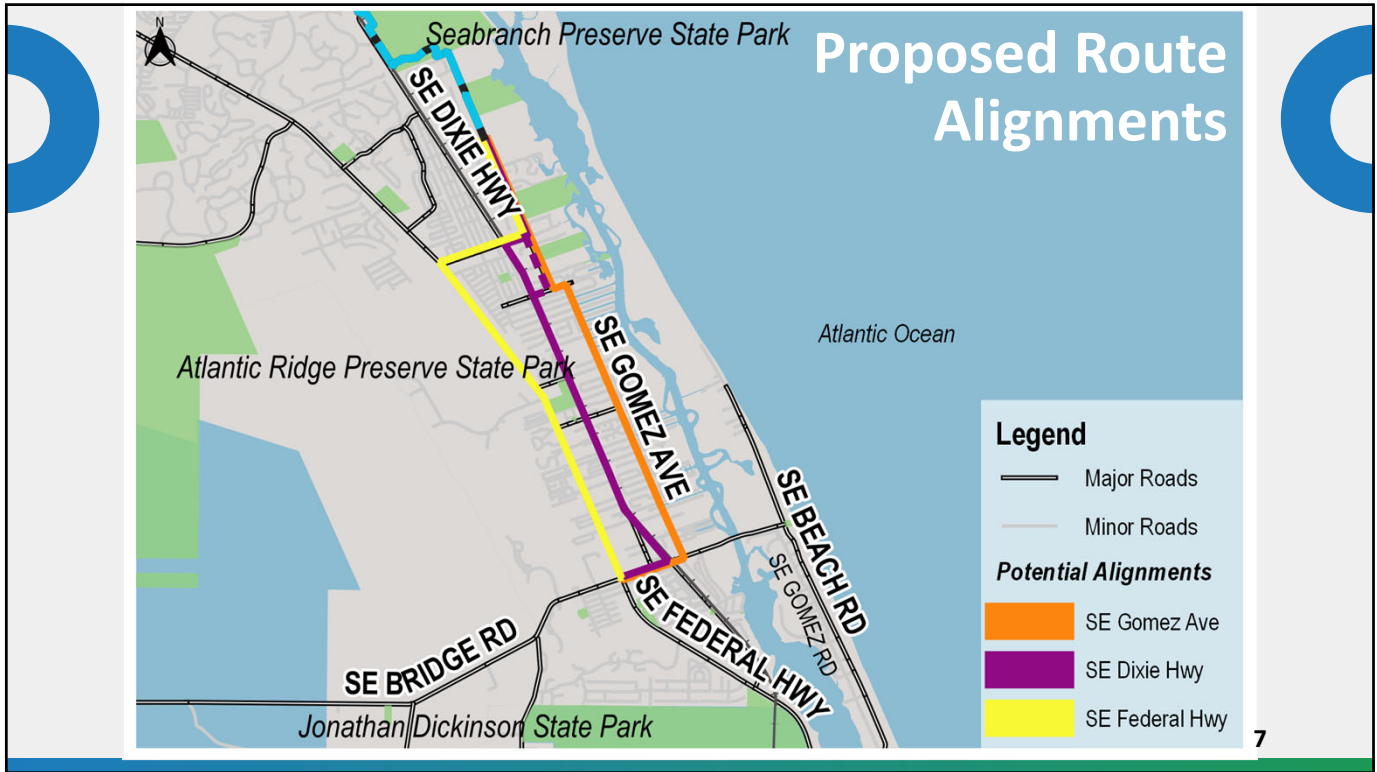 Proposed Route
Alignments
N
Seabranch Preserve State Park
SE DIXIE HWY
Atlantic Ocean
Atlantic Ridge Preserve State Park
SE GOMEZ AVE
SE BEACH RD
SE GOMEZ RD
SE FEDERAL HWY
SE BRIDGE RD
Jonathan Dickinson State Park
Legend
Major Roads
Minor Roads
Potential Alignments
SE Gomez Ave
SE Dixie Hwy
SE Federal Hwy
7